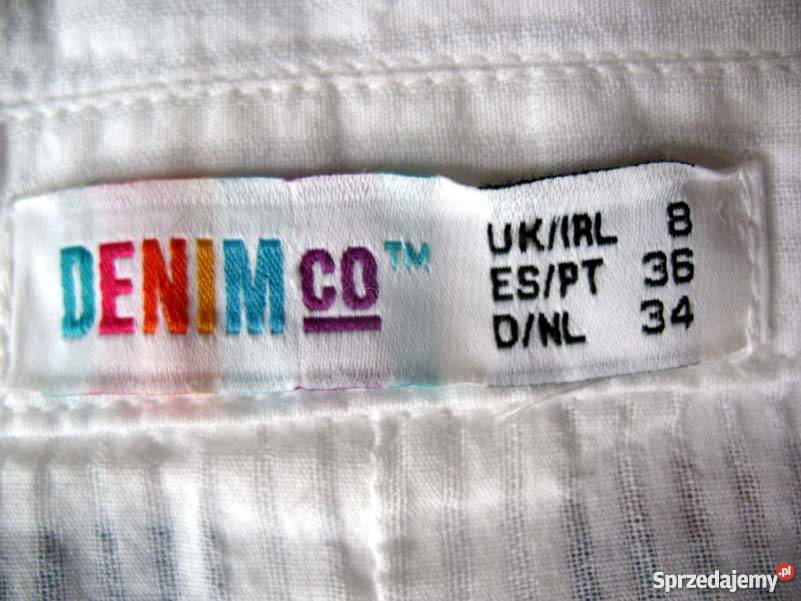 DENIM CO™
UK/IRL 8
ES/PT 36
D/NL 34
Sprzedajemy.pl